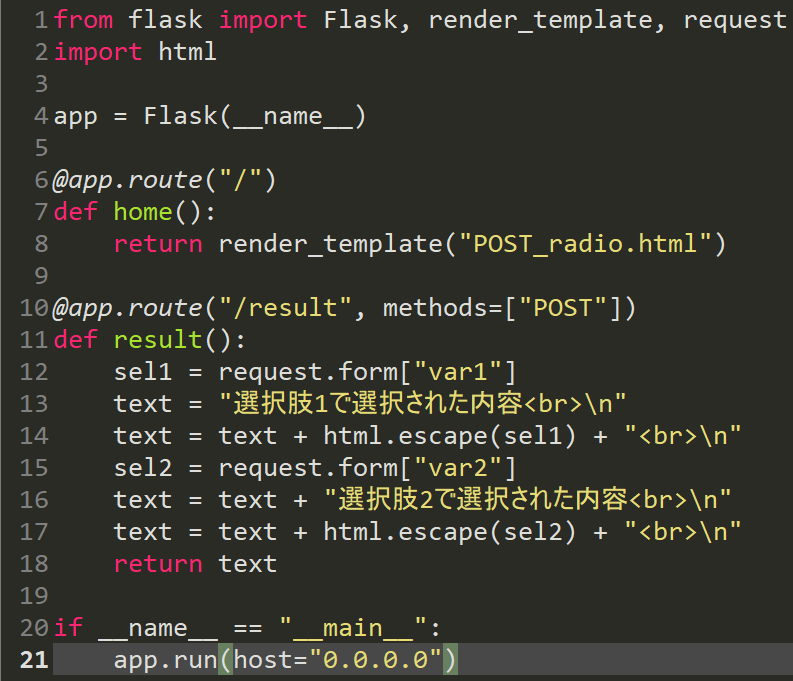 1 from flask import Flask, render_template, request
2 import html
3
4 app = Flask(__name__)
5
6 @app.route("/")
7 def home():
8     return render_template("POST_radio.html")
9
10 @app.route("/result", methods=["POST"])
11 def result():
12     sel1 = request.form["var1"]
13     text = "選択肢1で選択された内容<br>\n"
14     text = text + html.escape(sel1) + "<br>\n"
15     sel2 = request.form["var2"]
16     text = text + "選択肢2で選択された内容<br>\n"
17     text = text + html.escape(sel2) + "<br>\n"
18     return text
19
20 if __name__ == "__main__":
21     app.run(host="0.0.0.0")